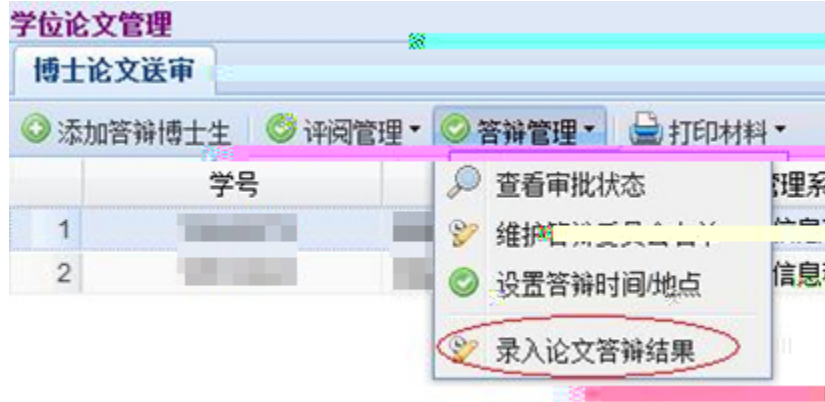 学位论文管理
博士论文送审
添加答辩博士生 评阅管理 答辩管理 打印材料
学号 管理系
查看审批状态
1 维护
2 设置答辩时间/地点 信息
录入论文答辩结果